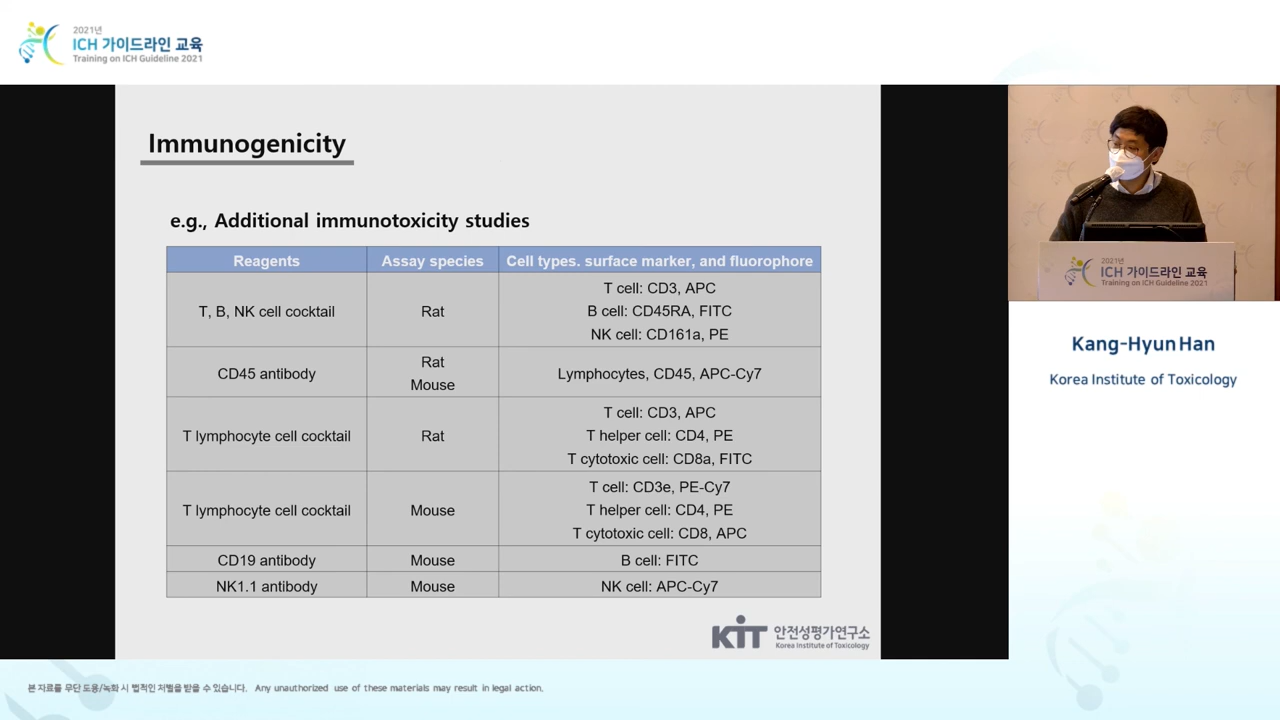 2021년
ICH 가이드라인 교육
Training on ICH Guideline 2021
Immunogenicity
e.g., Additional immunotoxicity studies
Reagents Assay species Cell types. surface marker, and fluorophore
T, B, NK cell cocktail Rat T cell: CD3, APC
B cell: CD45RA, FITC
NK cell: CD161a, PE
CD45 antibody Rat
Mouse Lymphocytes, CD45, APC-Cy7
T lymphocyte cell cocktail Rat T cell: CD3, APC
T helper cell: CD4, PE
T cytotoxic cell: CD8a, FITC
T lymphocyte cell cocktail Mouse T cell: CD3e, PE-Cy7
T helper cell: CD4, PE
T cytotoxic cell: CD8, APC
CD19 antibody Mouse B cell: FITC
NK1.1 antibody Mouse NK cell: APC-Cy7
KIT 안전성평가연구소
Korea Institute of Toxicology
2021년
ICH 가이드라인 교육
Training on ICH Guideline 2021
Kang-Hyun Han
Korea Institute of Toxicology
본 자료를 무단 도용/녹화 시 법적인 처벌을 받을 수 있습니다. Any unauthorized use of these materials may result in legal action.